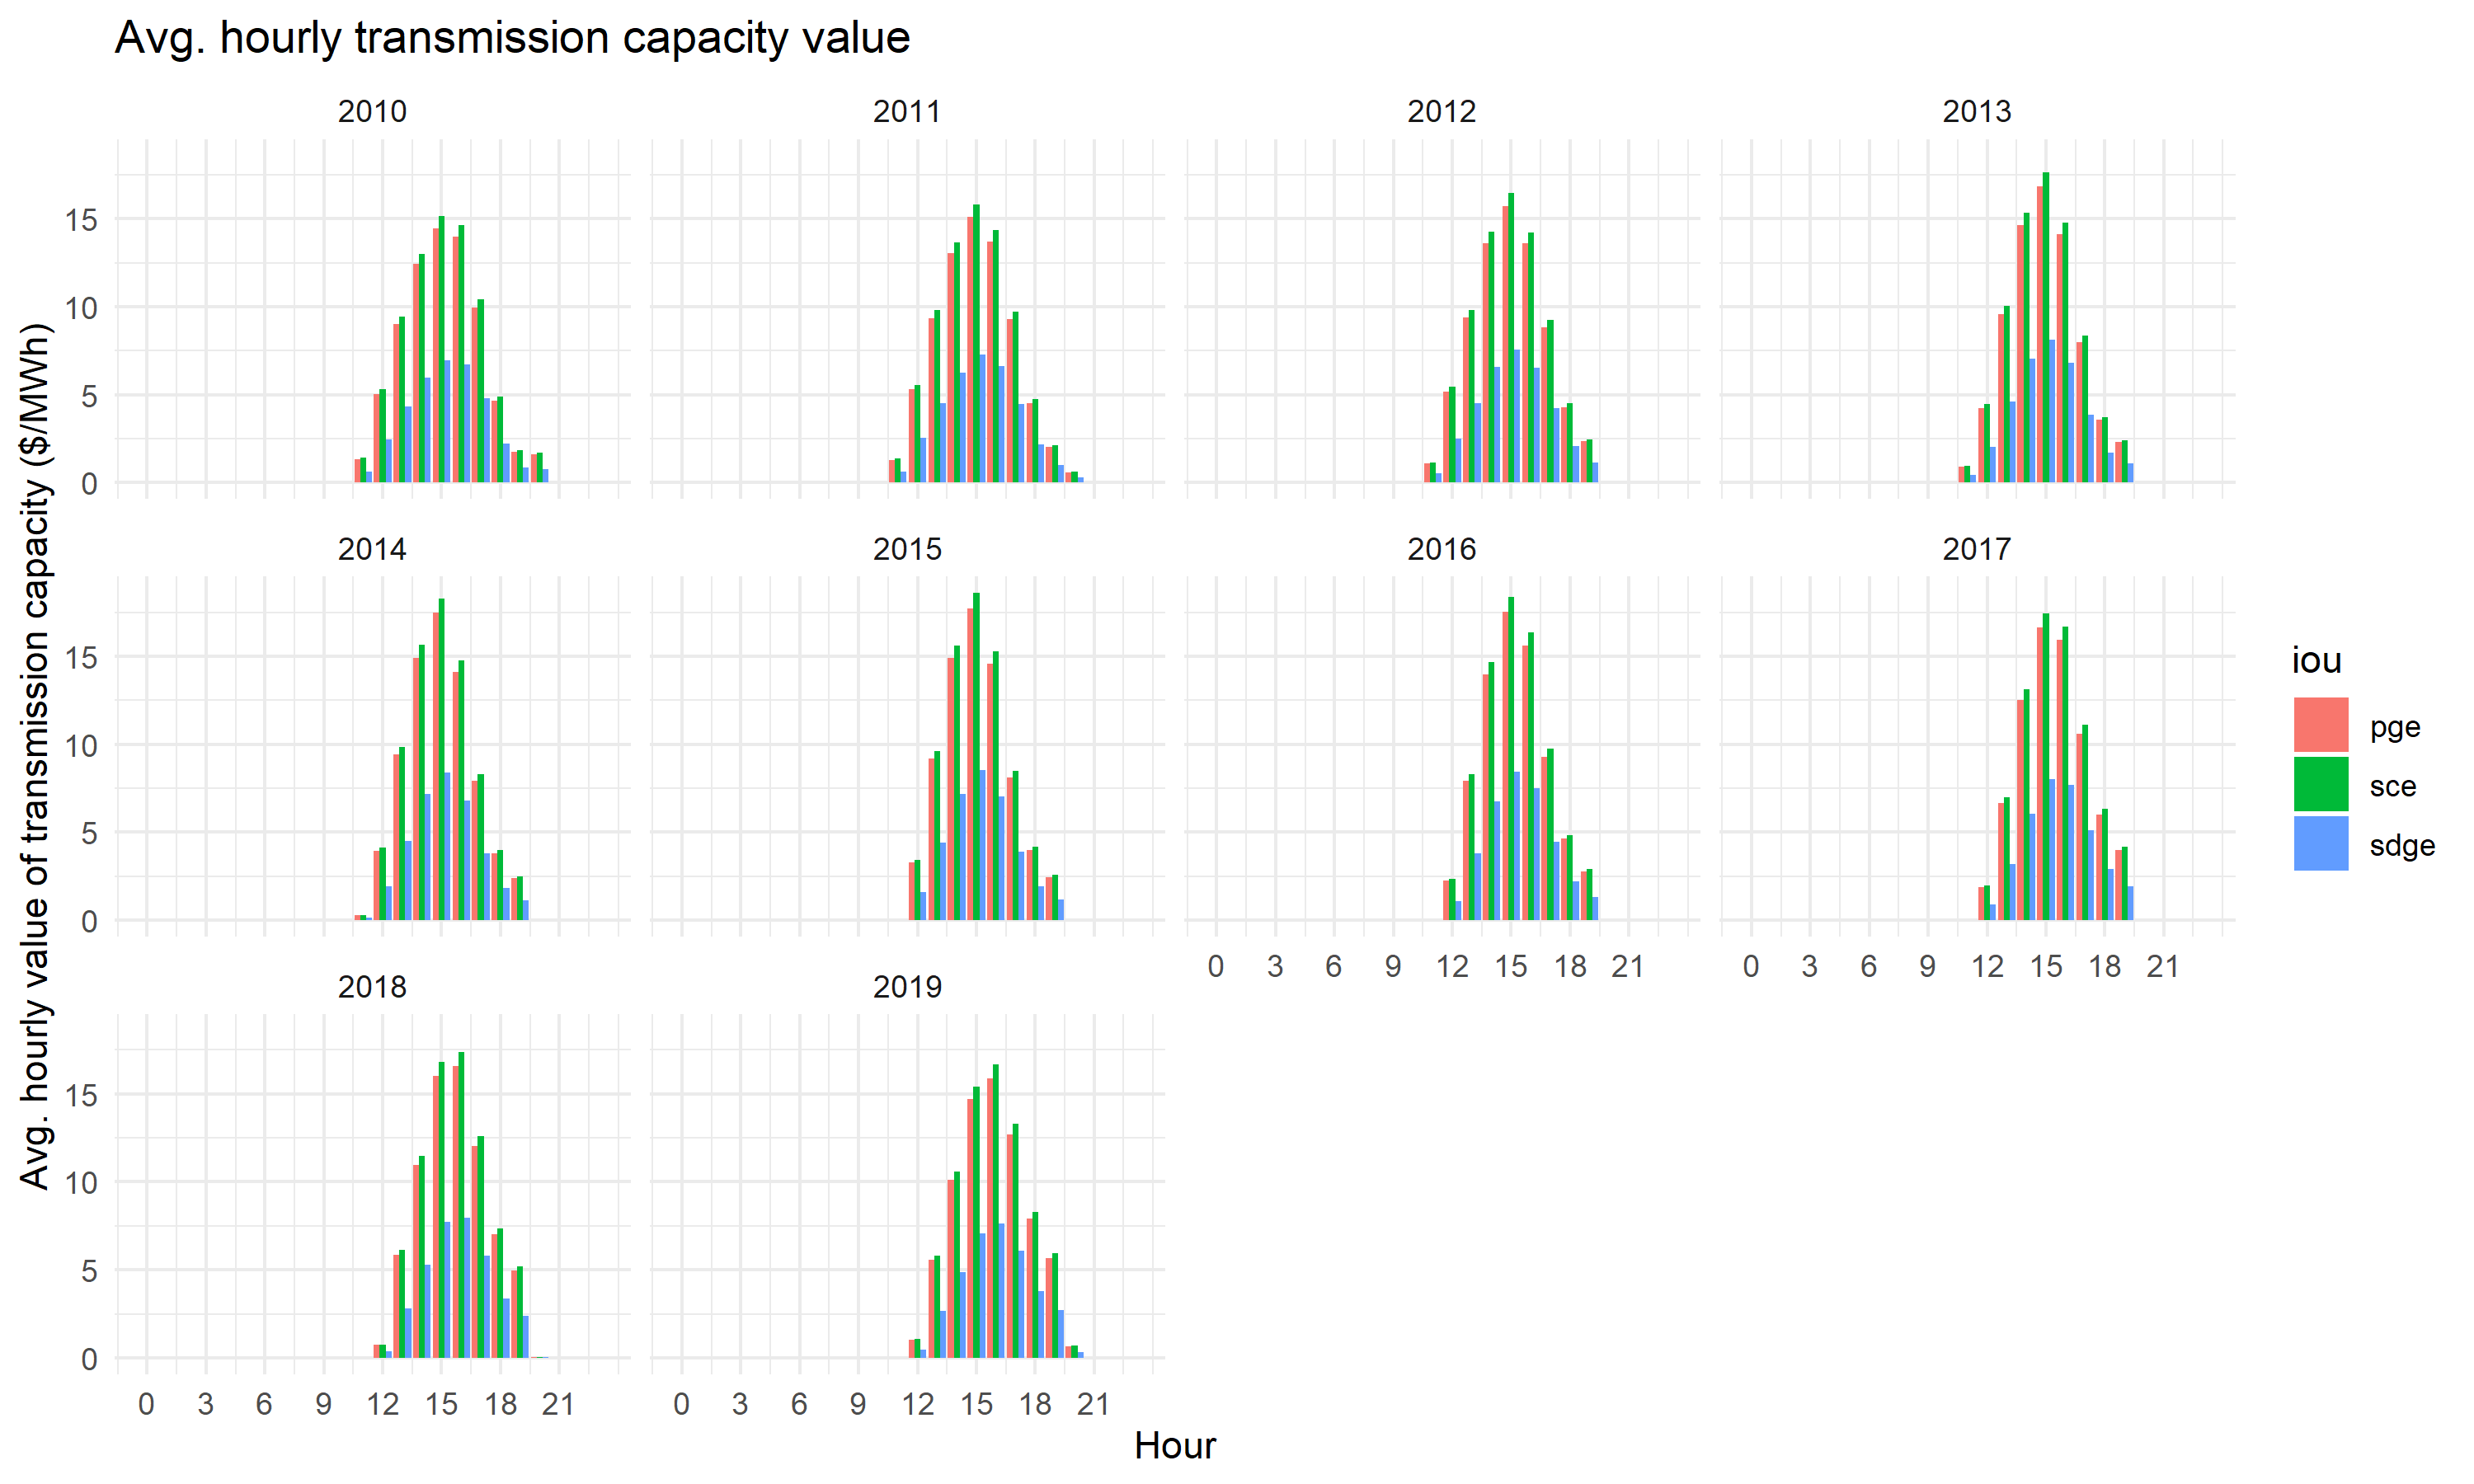 Avg. hourly transmission capacity value
2010 2011 2012 2013
15
10
5
0
2014 2015 2016 2017
15
10
5
0
0 3 6 9 12 15 18 21 0 3 6 9 12 15 18 21
2018 2019
15
10
5
0
0 3 6 9 12 15 18 21 0 3 6 9 12 15 18 21
Hour
Avg. hourly value of transmission capacity ($/MWh)
iou
pge
sce
sdge